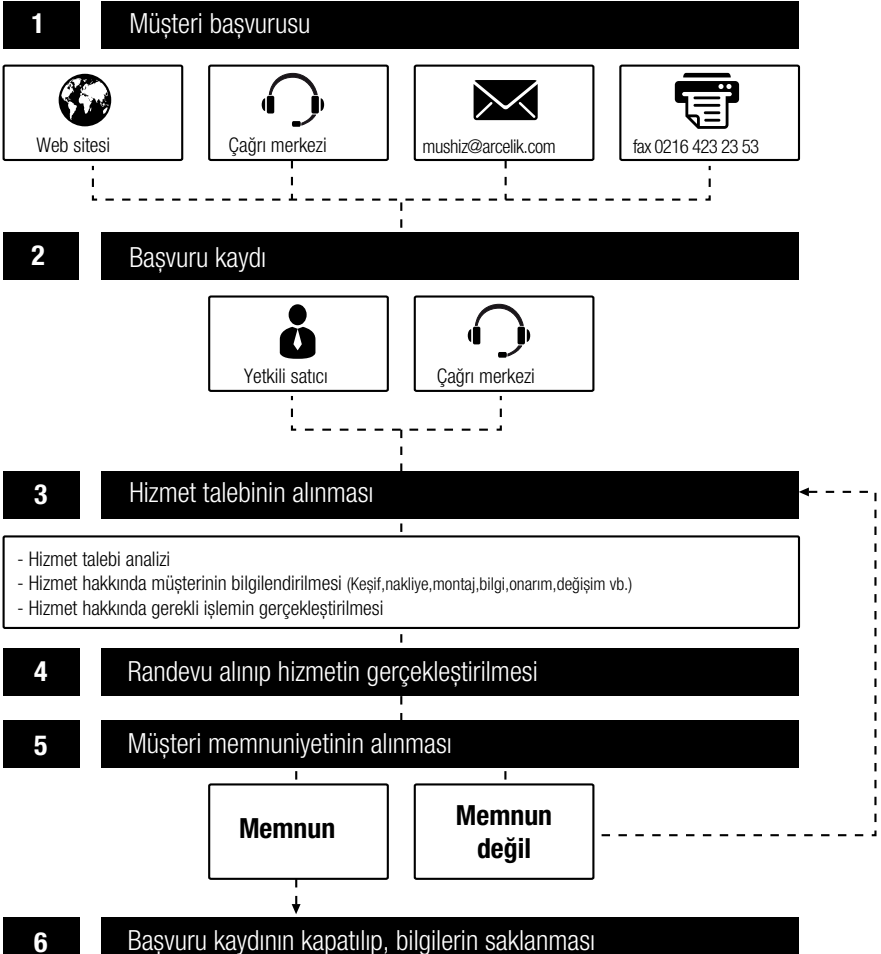 1 Müşteri başvurusu
Web sitesi
Çağrı merkezi
mushiz@arcelik.com
fax 0216 423 23 53
2 Başvuru kaydı
Yetkili satıcı
Çağrı merkezi
3 Hizmet talebinin alınması
- Hizmet talebi analizi
- Hizmet hakkında müşterinin bilgilendirilmesi (Keşif,nakliye,montaj,bilgi,onarım,değişim vb.)
- Hizmet hakkında gerekli işlemin gerçekleştirilmesi
4 Randevu alınıp hizmetin gerçekleştirilmesi
5 Müşteri memnuniyetinin alınması
Memnun
Memnun
değil
6 Başvuru kaydının kapatılıp, bilgilerin saklanması